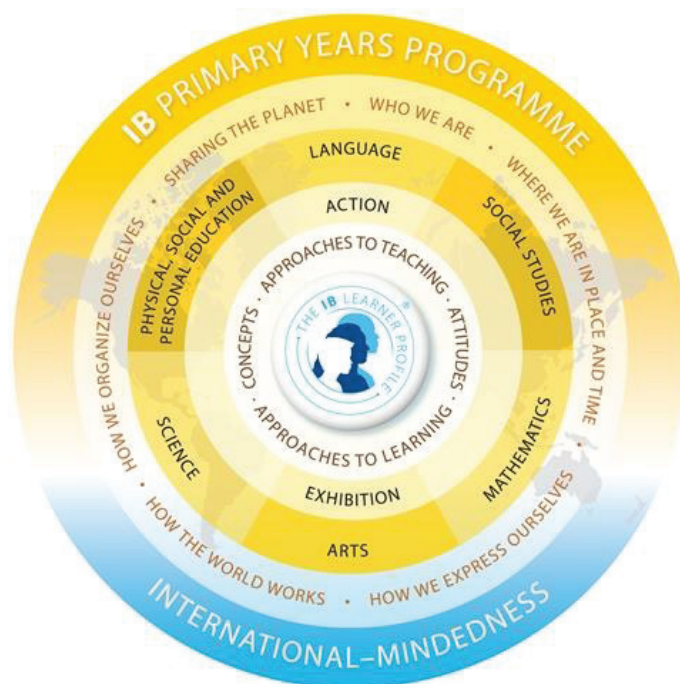 IB PRIMARY YEARS PROGRAMME
SHARING THE PLANET • WHO WE ARE • WHERE WE ARE IN PLACE AND TIME • HOW WE EXPRESS OURSELVES • HOW THE WORLD WORKS • HOW WE ORGANIZE OURSELVES •
LANGUAGE
SOCIAL STUDIES
MATHEMATICS
ARTS
SCIENCE
PHYSICAL, SOCIAL AND
PERSONAL EDUCATION
ACTION
EXHIBITION
APPROACHES TO TEACHING • ATTITUDES • APPROACHES TO LEARNING • CONCEPTS •
• THE IB LEARNER PROFILE •
®
INTERNATIONAL–MINDEDNESS